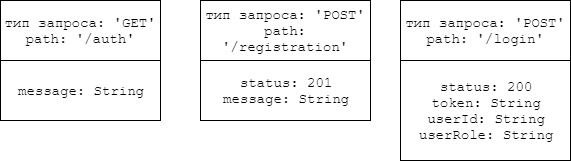 тип запроса: 'GET'
path: '/auth'
message: String
тип запроса: 'POST'
path:
'/registration'
status: 201
message: String
тип запроса: 'POST'
path: '/login'
status: 200
token: String
userId: String
userRole: String